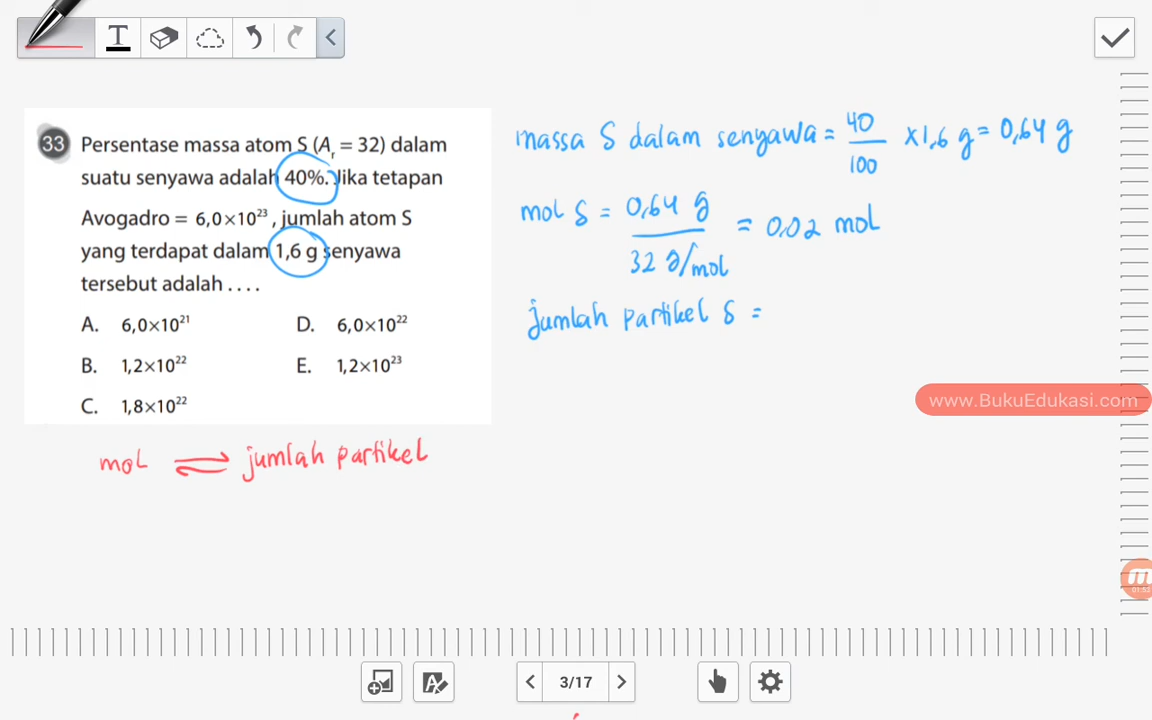 T
33
Persentase massa atom S (Aᵣ = 32) dalam
suatu senyawa adalah 40%. Jika tetapan
Avogadro = 6,0×10²³, jumlah atom S
yang terdapat dalam 1,6 g senyawa
tersebut adalah . . . .
A. 6,0×10²¹
D. 6,0×10²²
B. 1,2×10²²
E. 1,2×10²³
C. 1,8×10²²
mol ⇌ jumlah partikel
massa S dalam senyawa = 40/100 ×1,6 g = 0,64 g
mol S = 0,64 g / 32 g/mol = 0,02 mol
jumlah partikel S =
www.BukuEdukasi.com
3/17